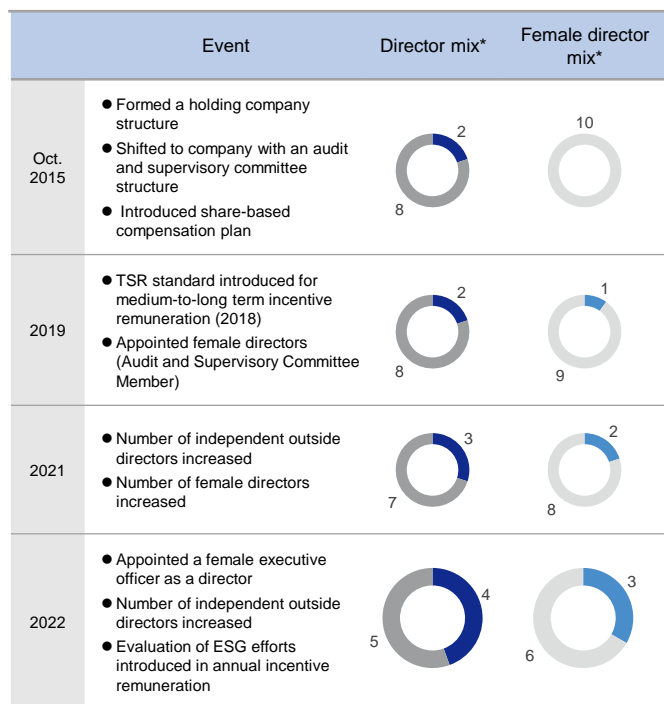 Event
Director mix*
Female director
mix*
Oct.
2015
● Formed a holding company
structure
● Shifted to company with an audit
and supervisory committee
structure
● Introduced share-based
compensation plan
2
8
10
2019
● TSR standard introduced for
medium-to-long term incentive
remuneration (2018)
● Appointed female directors
(Audit and Supervisory Committee
Member)
2
8
1
9
2021
● Number of independent outside
directors increased
● Number of female directors
increased
3
7
2
8
2022
● Appointed a female executive
officer as a director
● Number of independent outside
directors increased
● Evaluation of ESG efforts
introduced in annual incentive
remuneration
4
5
3
6